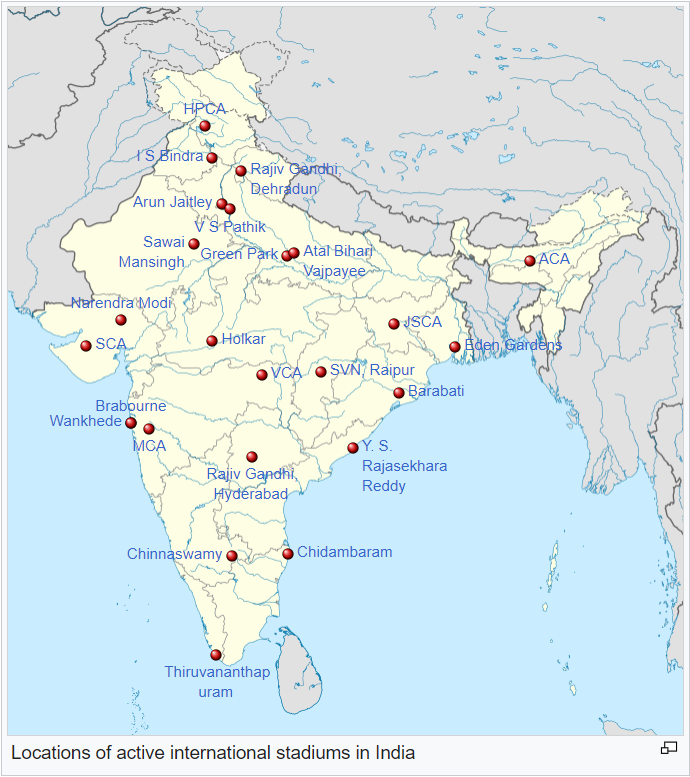 HPCA
I S Bindra
Rajiv Gandhi,
Dehradun
Arun Jaitley
V S Pathik
Sawai
Mansingh
Green Park
Atal Bihari
Vajpayee
ACA
Narendra Modi
SCA
Holkar
JSCA
Eden Gardens
VCA
SVN, Raipur
Barabati
Brabourne
Wankhede
MCA
Y. S.
Rajasekhara
Reddy
Rajiv Gandhi,
Hyderabad
Chinnaswamy
Chidambaram
Thiruvananthap
uram
Locations of active international stadiums in India